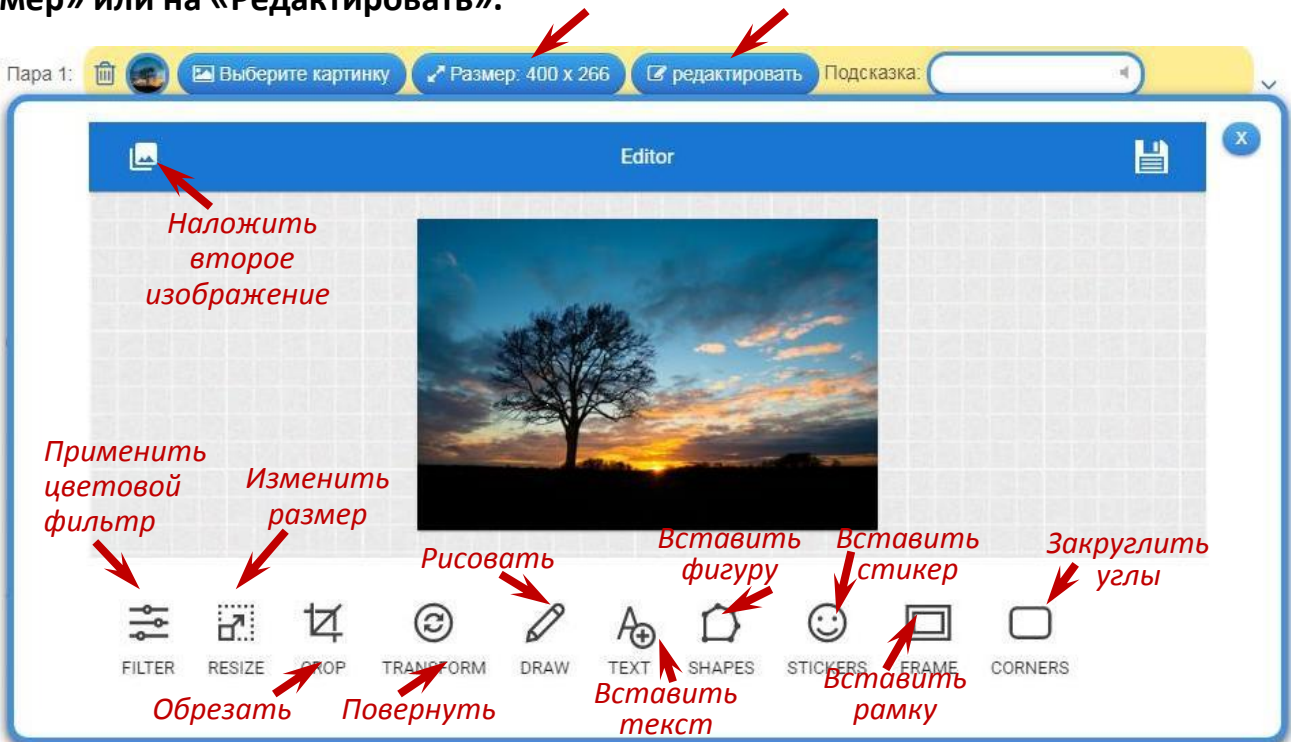 мер» или на «Редактировать».
Пара 1: Выберите картинку Размер: 400 x 266 редактировать Подсказка:
X
Editor
Наложить
второе
изображение
Применить
цветовой
фильтр
Изменить
размер
Рисовать
Вставить
фигуру
Вставить
стикер
Закруглить
углы
FILTER RESIZE CROP TRANSFORM DRAW TEXT SHAPES STICKERS FRAME CORNERS
Обрезать
Повернуть
Вставить
текст
Вставить
рамку